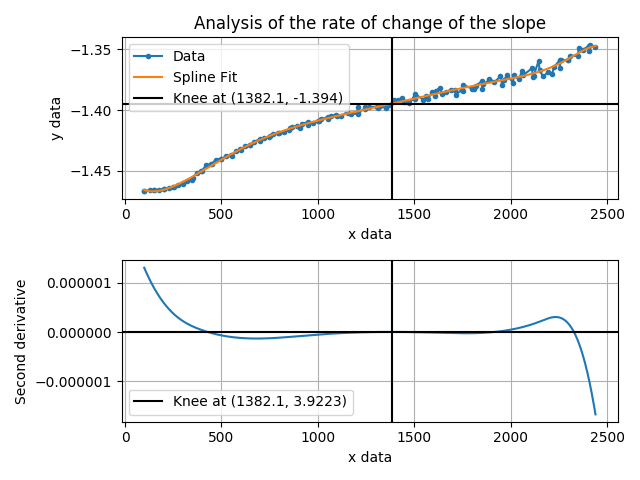 Analysis of the rate of change of the slope
−1.35
−1.40
−1.45
y data
Data
Spline Fit
Knee at (1382.1, -1.394)
0 500 1000 1500 2000 2500
x data
0.000001
0.000000
−0.000001
Second derivative
Knee at (1382.1, 3.9223)
0 500 1000 1500 2000 2500
x data